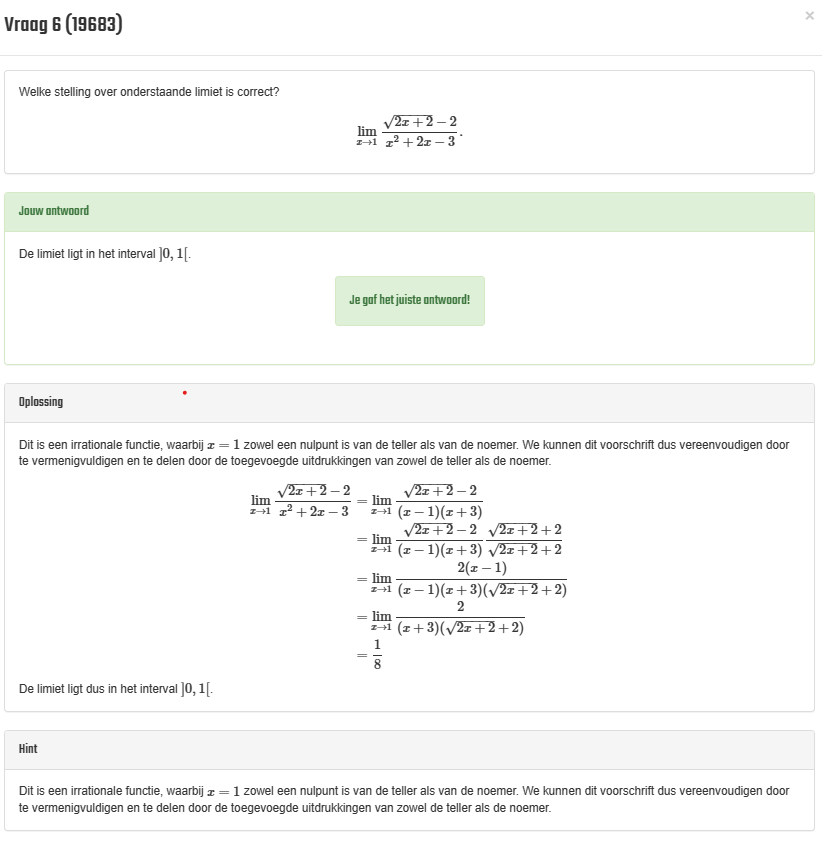 Vraag 6 (19683)
×
Welke stelling over onderstaande limiet is correct?
\lim_{x \to 1} \frac{\sqrt{2x+2}-2}{x^2+2x-3}.
Jouw antwoord
De limiet ligt in het interval ]0, 1[.
Je gaf het juiste antwoord!
Oplossing
Dit is een irrationale functie, waarbij x = 1 zowel een nulpunt is van de teller als van de noemer. We kunnen dit voorschrift dus vereenvoudigen door
te vermenigvuldigen en te delen door de toegevoegde uitdrukkingen van zowel de teller als de noemer.
\lim_{x \to 1} \frac{\sqrt{2x+2}-2}{x^2+2x-3} = \lim_{x \to 1} \frac{\sqrt{2x+2}-2}{(x-1)(x+3)}
= \lim_{x \to 1} \frac{\sqrt{2x+2}-2}{(x-1)(x+3)} \frac{\sqrt{2x+2}+2}{\sqrt{2x+2}+2}
= \lim_{x \to 1} \frac{2(x-1)}{(x-1)(x+3)(\sqrt{2x+2}+2)}
= \lim_{x \to 1} \frac{2}{(x+3)(\sqrt{2x+2}+2)}
= \frac{1}{8}
De limiet ligt dus in het interval ]0, 1[.
Hint
Dit is een irrationale functie, waarbij x = 1 zowel een nulpunt is van de teller als van de noemer. We kunnen dit voorschrift dus vereenvoudigen door
te vermenigvuldigen en te delen door de toegevoegde uitdrukkingen van zowel de teller als de noemer.